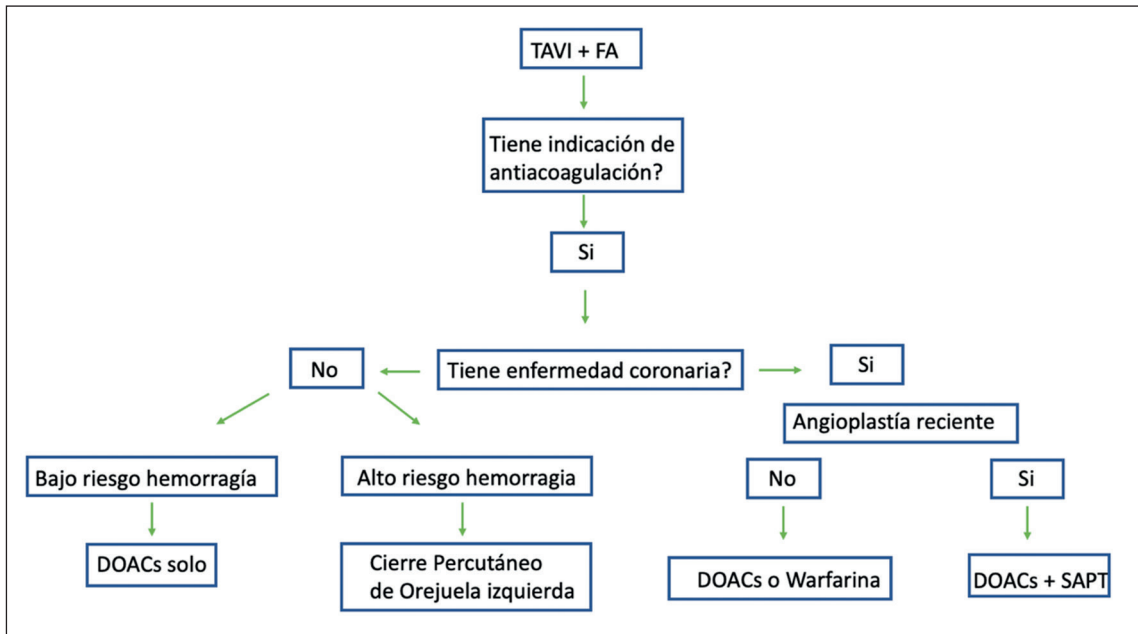 TAVI + FA
Tiene indicación de
antiacoagulación?
Si
No
Tiene enfermedad coronaria?
Si
Angioplastía reciente
Bajo riesgo hemorragía
Alto riesgo hemorragia
No
Si
DOACs solo
Cierre Percutáneo
de Orejuela izquierda
DOACs o Warfarina
DOACs + SAPT